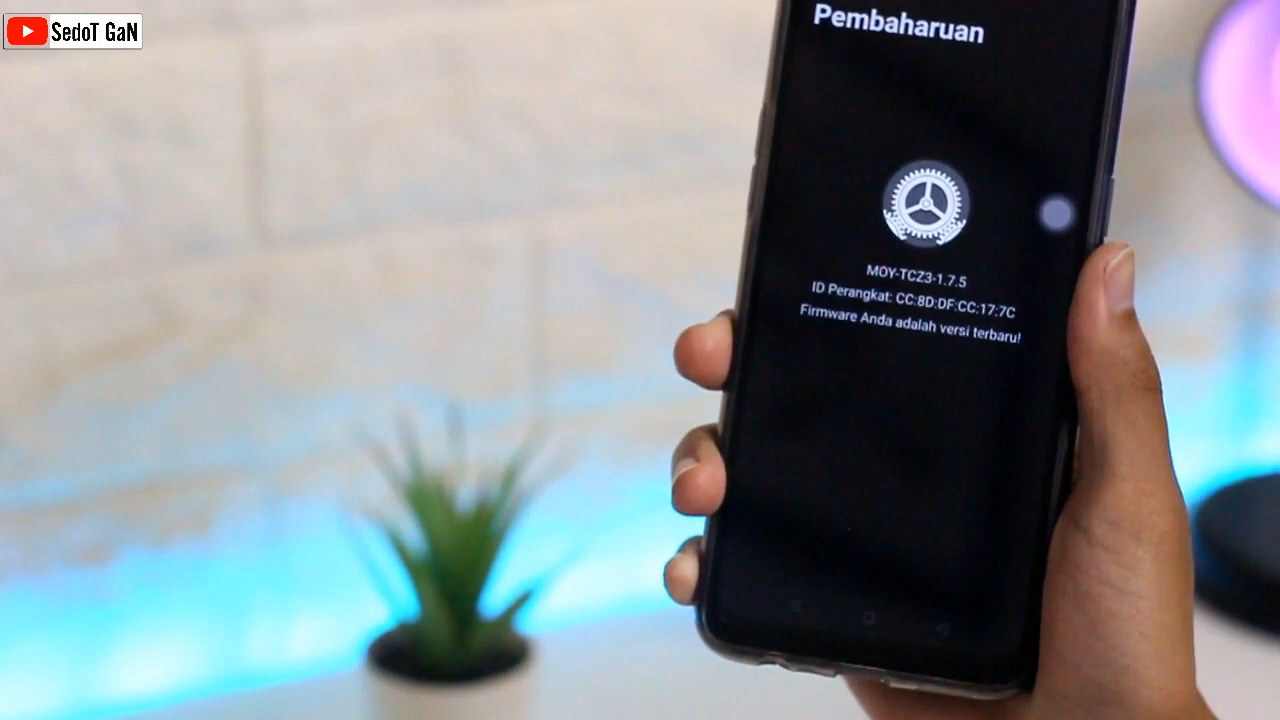 SedoT GaN
Pembaharuan
MOY-TCZ3-1.7.5
ID Perangkat: CC:8D:DF:CC:17:7C
Firmware Anda adalah versi terbaru!